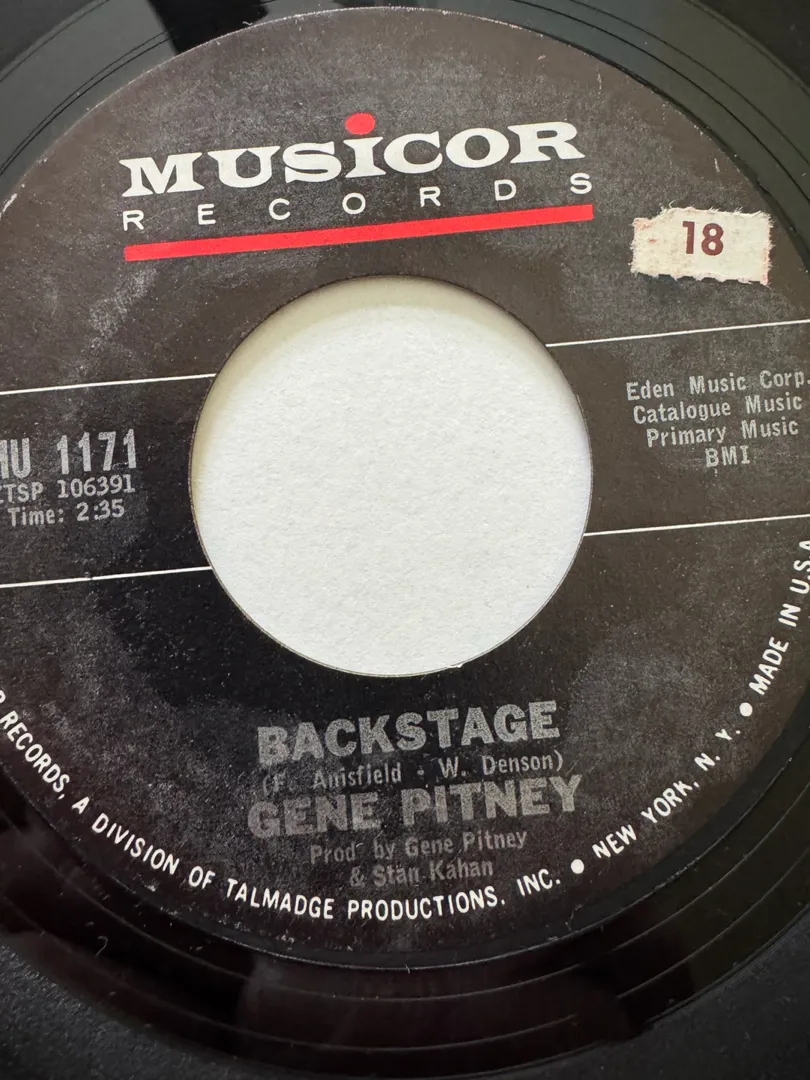 MUSICOR
RECORDS
18
Eden Music Corp.
Catalogue Music
Primary Music
BMI
MU 1171
TSP 106391
Time: 2:35
BACKSTAGE
(F. Anisfield - W. Denson)
GENE PITNEY
Prod by Gene Pitney
& Stan Kahan
RECORDS, A DIVISION OF TALMADGE PRODUCTIONS, INC. ● NEW YORK, N. Y. ● MADE IN U.S.A